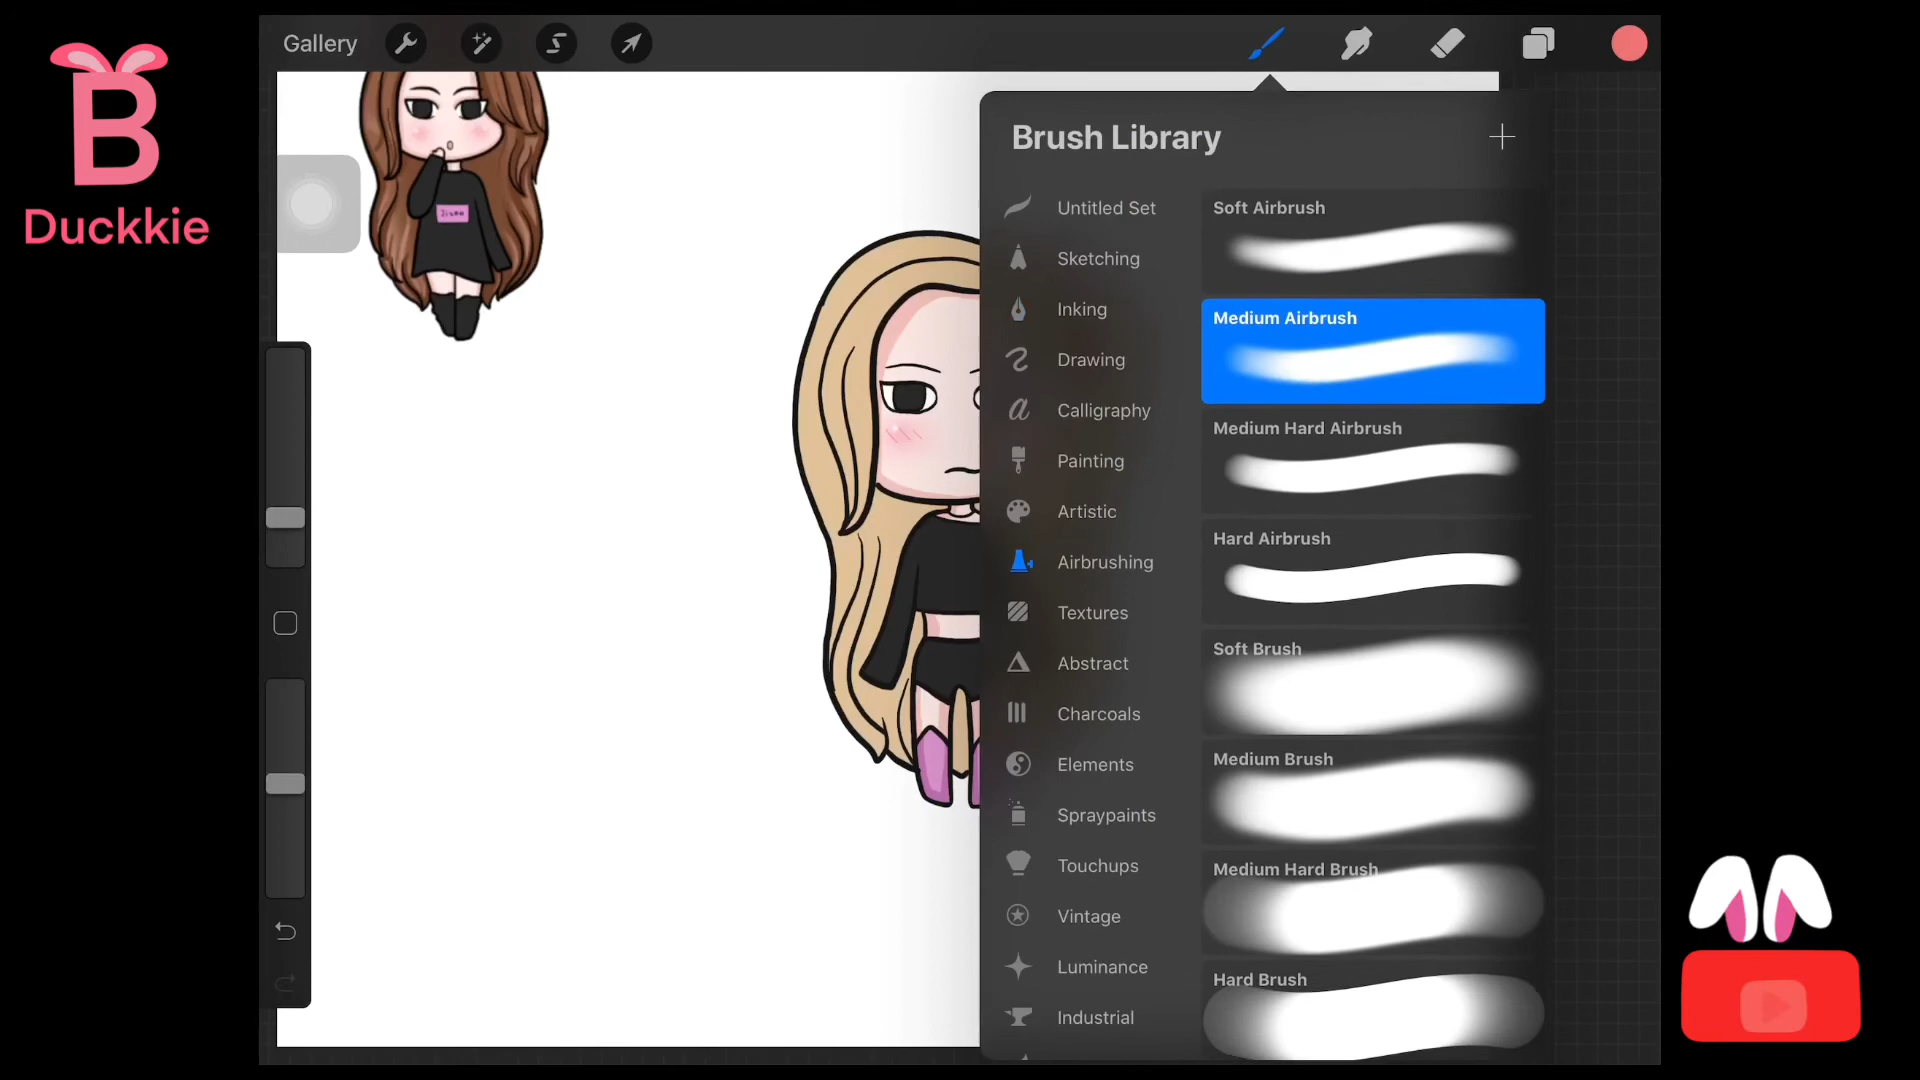 B
Duckkie
Gallery
Brush Library
Untitled Set
Sketching
Inking
Drawing
Calligraphy
Painting
Artistic
Airbrushing
Textures
Abstract
Charcoals
Elements
Spraypaints
Touchups
Vintage
Luminance
Industrial
Soft Airbrush
Medium Airbrush
Medium Hard Airbrush
Hard Airbrush
Soft Brush
Medium Brush
Medium Hard Brush
Hard Brush